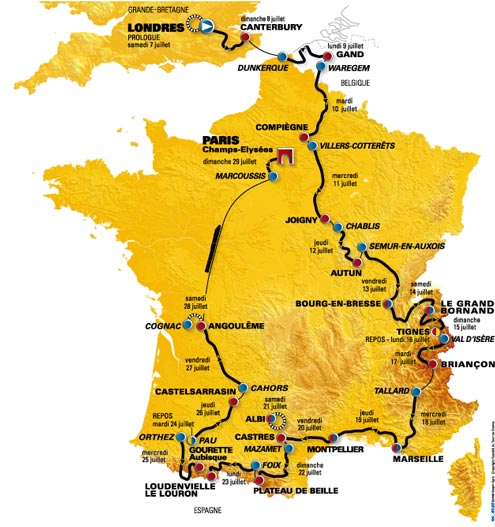 GRANDE-BRETAGNE
LONDRES
PROLOGUE
samedi 7 juillet
dimanche 8 juillet
CANTERBURY
lundi 9 juillet
GAND
DUNKERQUE
WAREGEM
BELGIQUE
mardi
10 juillet
COMPIÈGNE
VILLERS-COTTERÊTS
PARIS
Champs-Elysées
dimanche 29 juillet
MARCOUSSIS
mercredi
11 juillet
JOIGNY
CHABLIS
jeudi
12 juillet
SEMUR-EN-AUXOIS
AUTUN
vendredi
13 juillet
samedi
14 juillet
BOURG-EN-BRESSE
LE GRAND
BORNAND
dimanche
15 juillet
TIGNES
REPOS - lundi 16 juillet
VAL D'ISÈRE
mardi
17 juillet
BRIANÇON
samedi
28 juillet
COGNAC
ANGOULÊME
vendredi
27 juillet
TALLARD
mercredi
18 juillet
CAHORS
CASTELSARRASIN
samedi
21 juillet
jeudi
26 juillet
ALBI
vendredi
20 juillet
jeudi
19 juillet
REPOS
mardi 24 juillet
ORTHEZ
PAU
CASTRES
MAZAMET
MONTPELLIER
MARSEILLE
mercredi
25 juillet
GOURETTE
Aubisque
FOIX
dimanche
22 juillet
lundi
23 juillet
LOUDENVIELLE
LE LOURON
PLATEAU DE BEILLE
ESPAGNE